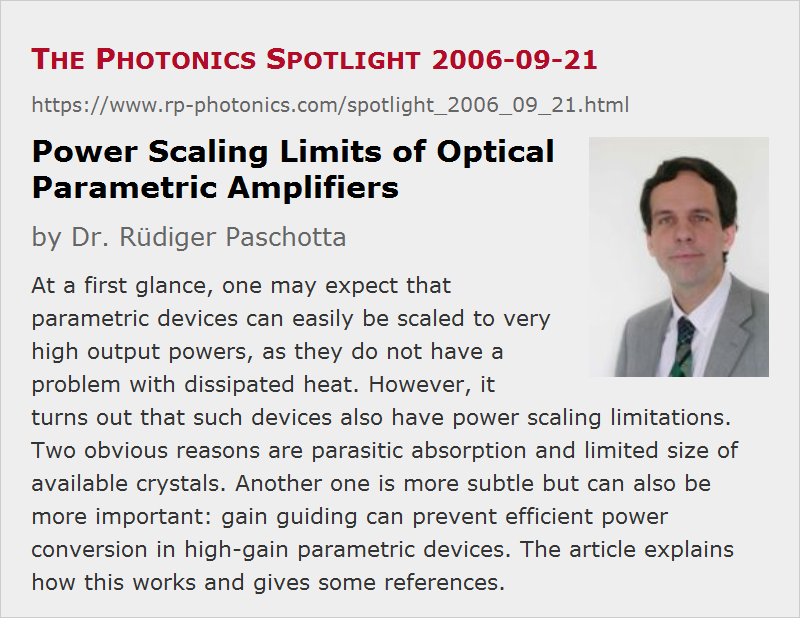 THE PHOTONICS SPOTLIGHT 2006-09-21
https://www.rp-photonics.com/spotlight_2006_09_21.html
Power Scaling Limits of Optical
Parametric Amplifiers
by Dr. Rüdiger Paschotta
At a first glance, one may expect that
parametric devices can easily be scaled to very
high output powers, as they do not have a
problem with dissipated heat. However, it
turns out that such devices also have power scaling limitations.
Two obvious reasons are parasitic absorption and limited size of
available crystals. Another one is more subtle but can also be
more important: gain guiding can prevent efficient power
conversion in high-gain parametric devices. The article explains
how this works and gives some references.